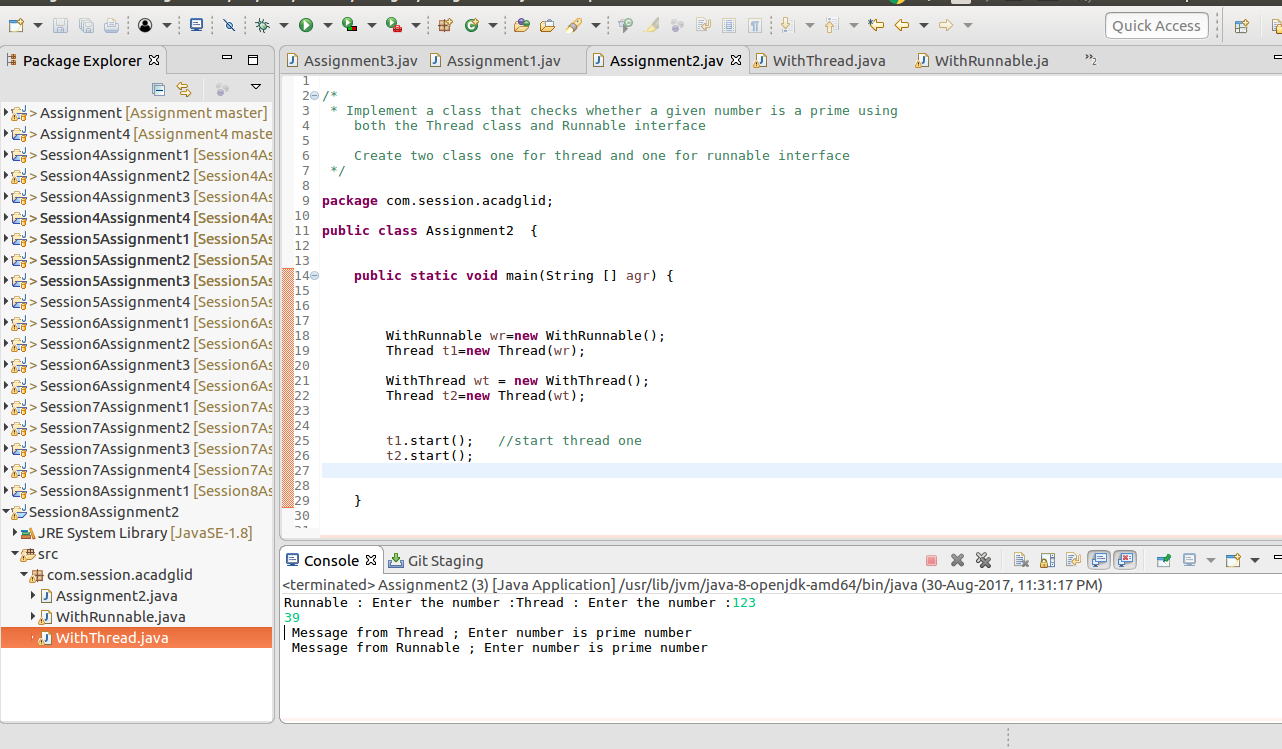 Quick Access
Package Explorer
> Assignment [Assignment master]
> Assignment4 [Assignment4 maste
> Session4Assignment1 [Session4As
> Session4Assignment2 [Session4As
> Session4Assignment3 [Session4As
> Session4Assignment4 [Session4As
> Session5Assignment1 [Session5As
> Session5Assignment2 [Session5As
> Session5Assignment3 [Session5As
> Session5Assignment4 [Session5As
> Session6Assignment1 [Session6As
> Session6Assignment2 [Session6As
> Session6Assignment3 [Session6As
> Session6Assignment4 [Session6As
> Session7Assignment1 [Session7As
> Session7Assignment2 [Session7As
> Session7Assignment3 [Session7As
> Session7Assignment4 [Session7As
> Session8Assignment1 [Session8As
Session8Assignment2
JRE System Library [JavaSE-1.8]
src
com.session.acadglid
Assignment2.java
WithRunnable.java
WithThread.java
Assignment3.jav Assignment1.jav Assignment2.jav WithThread.java WithRunnable.ja »2
1
2 /*
3 * Implement a class that checks whether a given number is a prime using
4 both the Thread class and Runnable interface
5
6 Create two class one for thread and one for runnable interface
7 */
8
9 package com.session.acadglid;
10
11 public class Assignment2 {
12
13
14 public static void main(String [] agr) {
15
16
17
18 WithRunnable wr=new WithRunnable();
19 Thread t1=new Thread(wr);
20
21 WithThread wt = new WithThread();
22 Thread t2=new Thread(wt);
23
24
25 t1.start(); //start thread one
26 t2.start();
27
28
29 }
30
Console Git Staging
<terminated> Assignment2 (3) [Java Application] /usr/lib/jvm/java-8-openjdk-amd64/bin/java (30-Aug-2017, 11:31:17 PM)
Runnable : Enter the number :Thread : Enter the number :123
39
Message from Thread ; Enter number is prime number
Message from Runnable ; Enter number is prime number